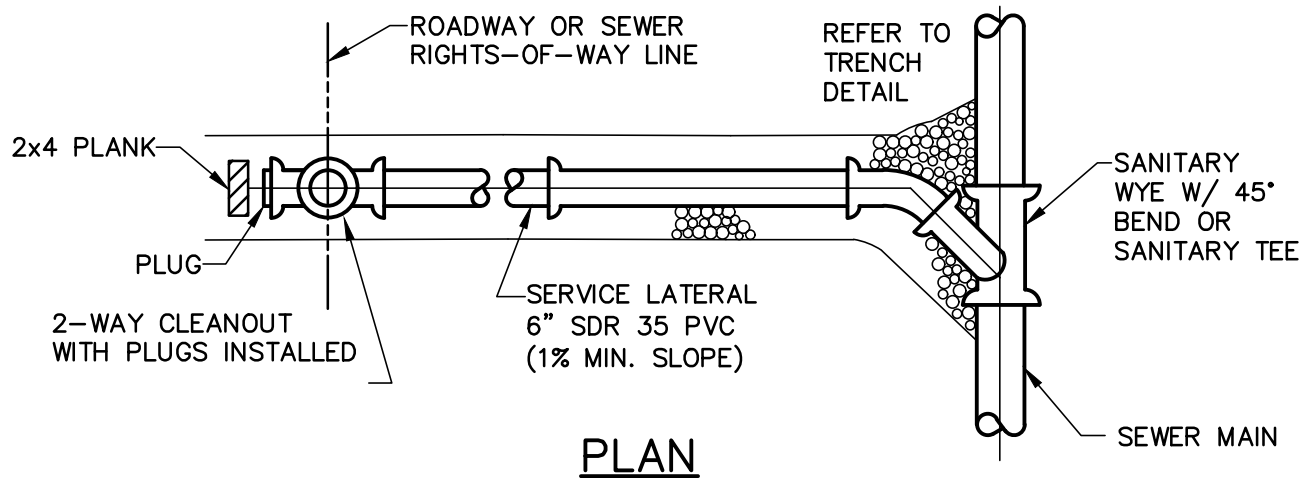 ROADWAY OR SEWER
RIGHTS-OF-WAY LINE
REFER TO
TRENCH
DETAIL
2x4 PLANK
SANITARY
WYE W/ 45°
BEND OR
SANITARY TEE
PLUG
2-WAY CLEANOUT
WITH PLUGS INSTALLED
SERVICE LATERAL
6" SDR 35 PVC
(1% MIN. SLOPE)
SEWER MAIN
PLAN